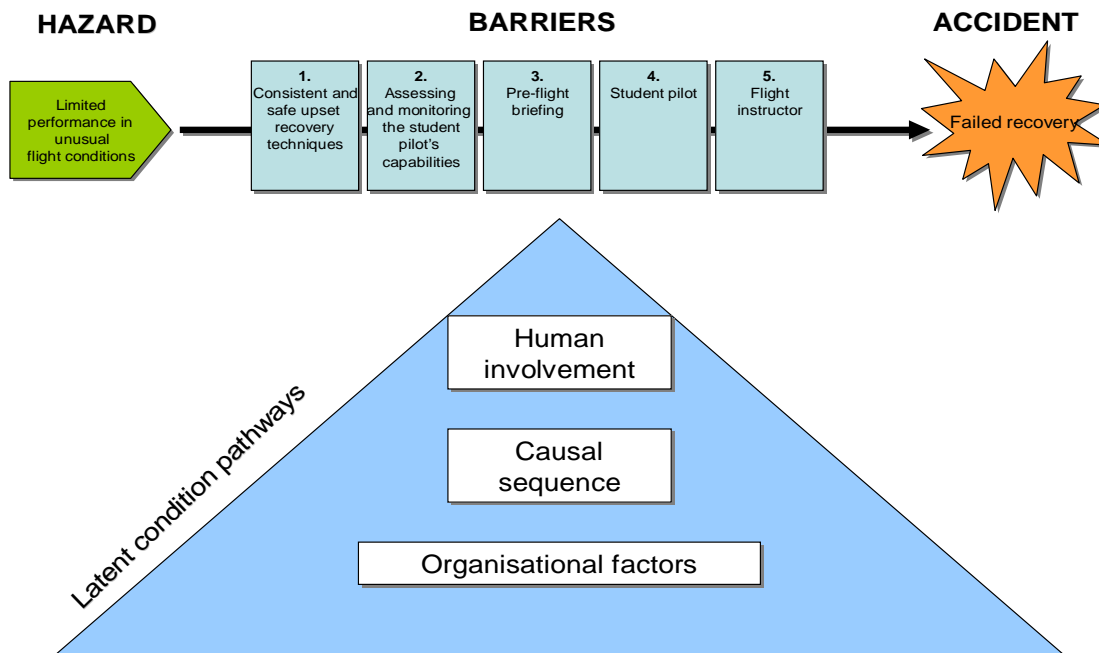 HAZARD
BARRIERS
ACCIDENT
Limited
performance in
unusual
flight conditions
1.
Consistent and
safe upset
recovery
techniques
2.
Assessing
and monitoring
the student
pilot's
capabilities
3.
Pre-flight
briefing
4.
Student pilot
5.
Flight
instructor
Failed recovery
Latent condition pathways
Human
involvement
Causal
sequence
Organisational factors